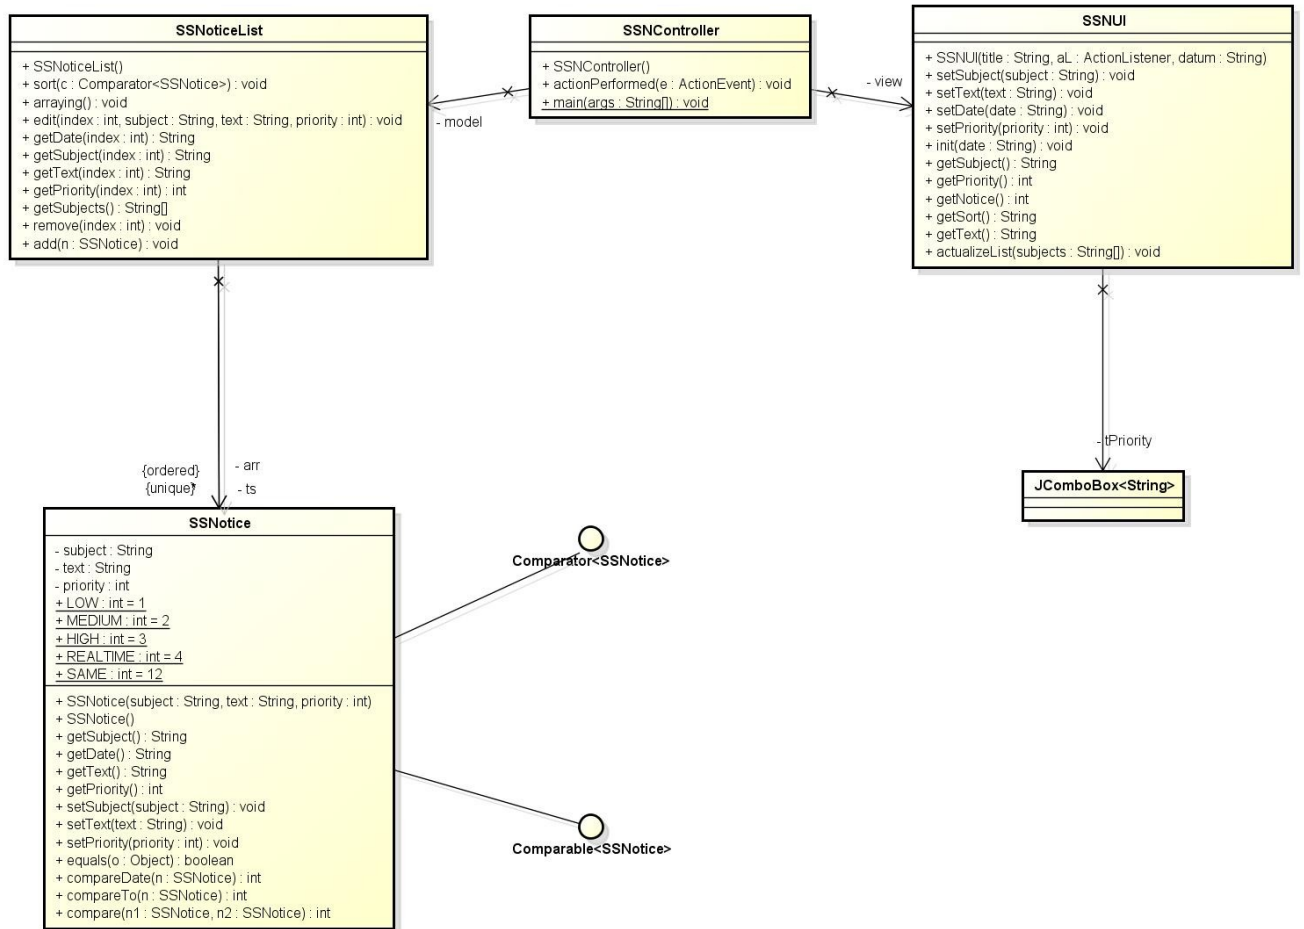 SSNoticeList
+ SSNoticeList()
+ sort(c : Comparator<SSNotice>) : void
+ arraying() : void
+ edit(index : int, subject : String, text : String, priority : int) : void
+ getDate(index : int) : String
+ getSubject(index : int) : String
+ getText(index : int) : String
+ getPriority(index : int) : int
+ getSubjects() : String[]
+ remove(index : int) : void
+ add(n : SSNotice) : void
SSNController
+ SSNController()
+ actionPerformed(e : ActionEvent) : void
+ main(args : String[]) : void
- model
- view
SSNUI
+ SSNUI(title : String, aL : ActionListener, datum : String)
+ setSubject(subject : String) : void
+ setText(text : String) : void
+ setDate(date : String) : void
+ setPriority(priority : int) : void
+ init(date : String) : void
+ getSubject() : String
+ getPriority() : int
+ getNotice() : int
+ getSort() : String
+ getText() : String
+ actualizeList(subjects : String[]) : void
- tPriority
JComboBox<String>
{ordered}
{unique}
*
- arr
- ts
SSNotice
- subject : String
- text : String
- priority : int
+ LOW : int = 1
+ MEDIUM : int = 2
+ HIGH : int = 3
+ REALTIME : int = 4
+ SAME : int = 12
+ SSNotice(subject : String, text : String, priority : int)
+ SSNotice()
+ getSubject() : String
+ getDate() : String
+ getText() : String
+ getPriority() : int
+ setSubject(subject : String) : void
+ setText(text : String) : void
+ setPriority(priority : int) : void
+ equals(o : Object) : boolean
+ compareDate(n : SSNotice) : int
+ compareTo(n : SSNotice) : int
+ compare(n1 : SSNotice, n2 : SSNotice) : int
Comparator<SSNotice>
Comparable<SSNotice>